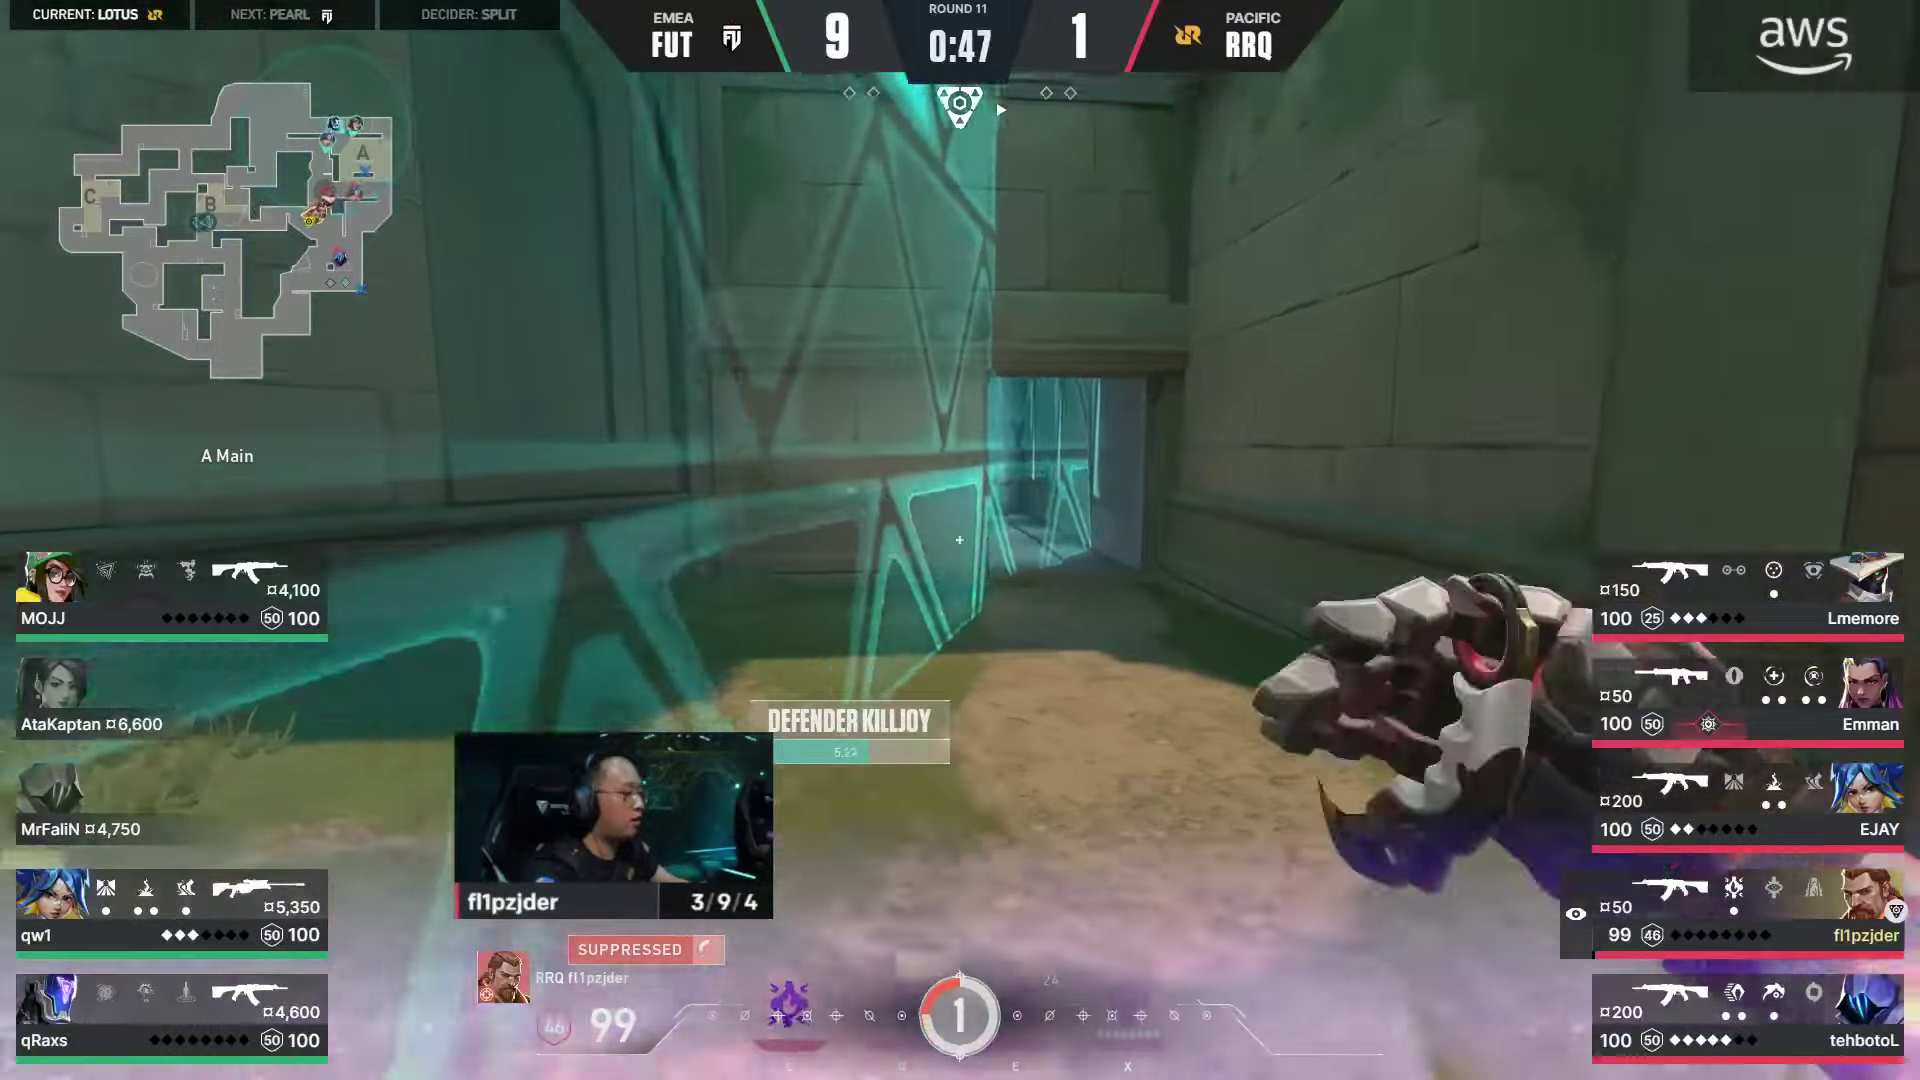 CURRENT: LOTUS
NEXT: PEARL
DECIDER: SPLIT
EMEA
FUT
9
ROUND 11
0:47
1
PACIFIC
RRQ
aws
A
B
C
A Main
MOJJ
¤4,100
50 100
AtaKaptan ¤6,600
MrFaliN ¤4,750
¤5,350
qw1
50 100
¤4,600
qRaxs
50 100
DEFENDER KILLJOY
fl1pzjder
3/9/4
SUPPRESSED
RRQ fl1pzjder
46 99
1
24
E
X
¤150
100 25
Lmemore
¤50
100 50
Emman
¤200
100 50
EJAY
¤50
99 46
fl1pzjder
¤200
100 50
tehbotoL